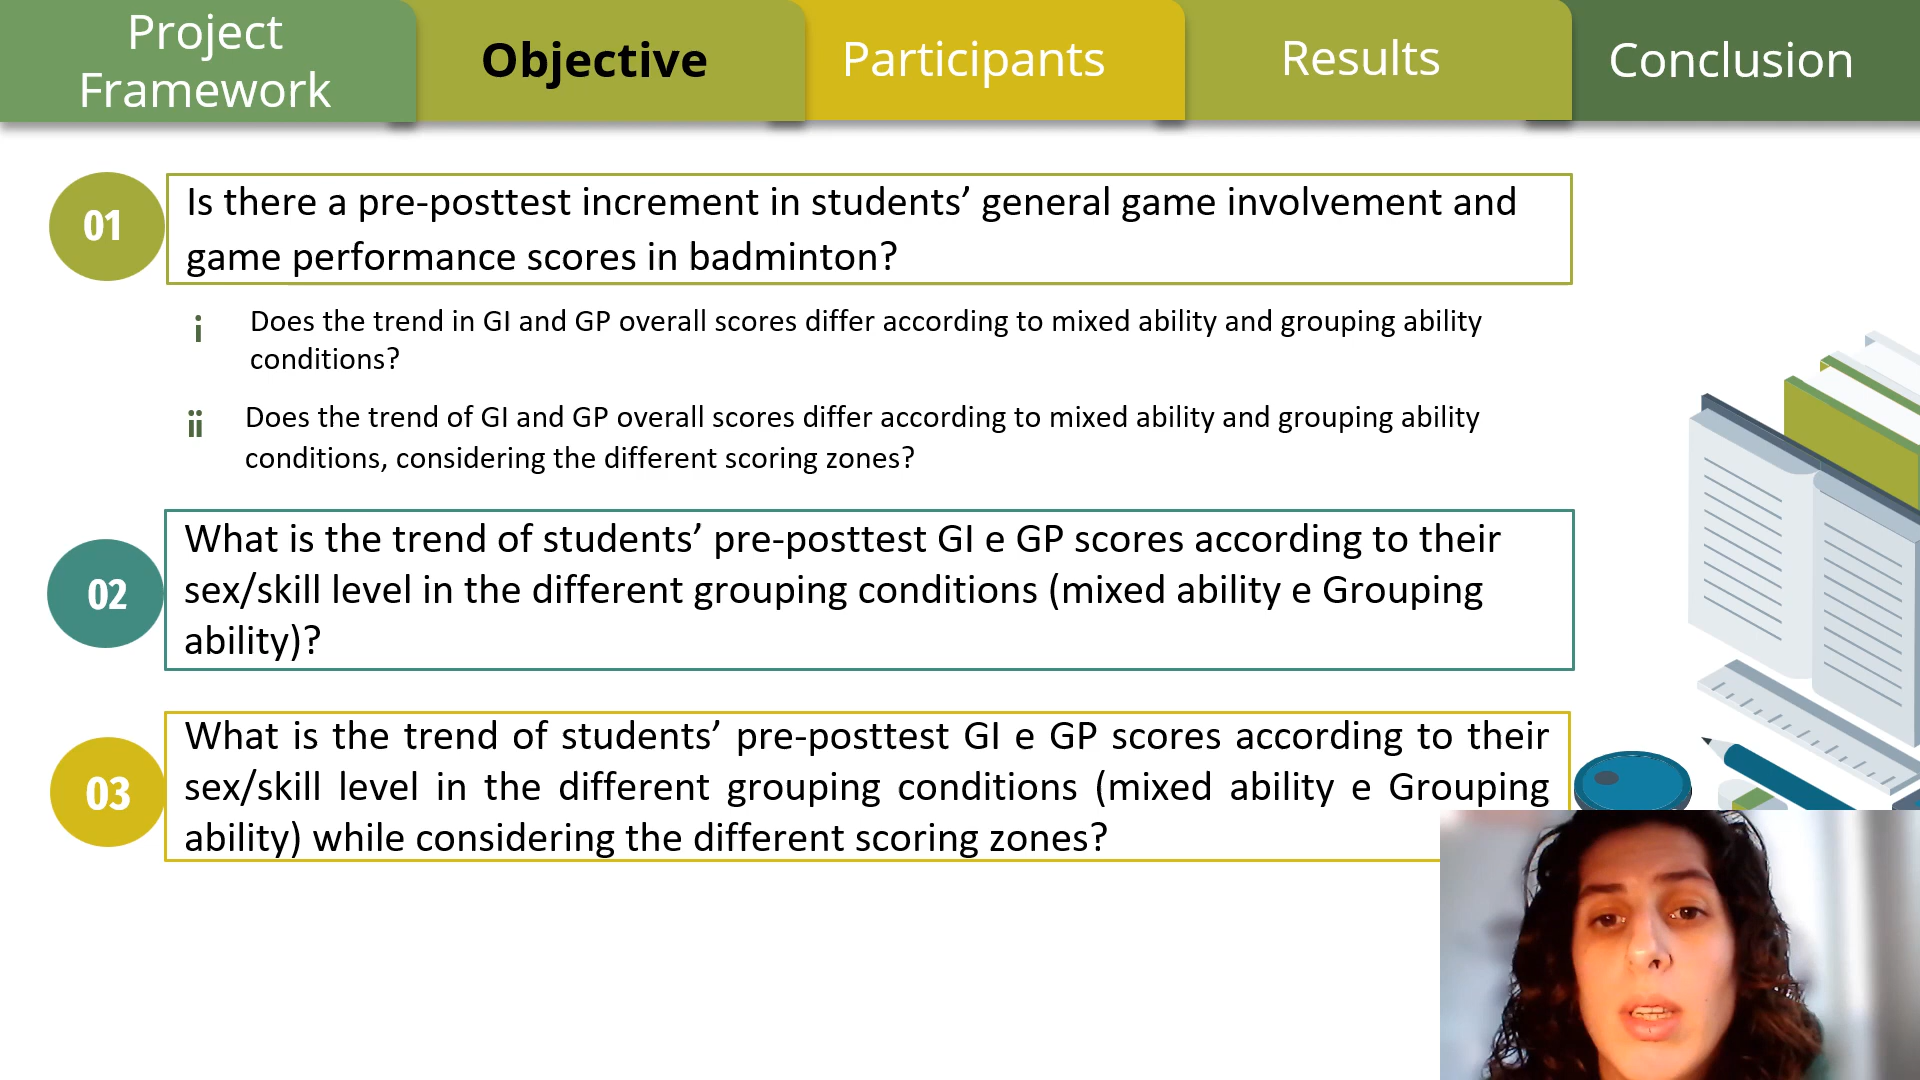 Project
Framework
Objective
Participants
Results
Conclusion
01
Is there a pre-posttest increment in students’ general game involvement and
game performance scores in badminton?
i
Does the trend in GI and GP overall scores differ according to mixed ability and grouping ability
conditions?
ii
Does the trend of GI and GP overall scores differ according to mixed ability and grouping ability
conditions, considering the different scoring zones?
02
What is the trend of students’ pre-posttest GI e GP scores according to their
sex/skill level in the different grouping conditions (mixed ability e Grouping
ability)?
03
What is the trend of students’ pre-posttest GI e GP scores according to their
sex/skill level in the different grouping conditions (mixed ability e Grouping
ability) while considering the different scoring zones?